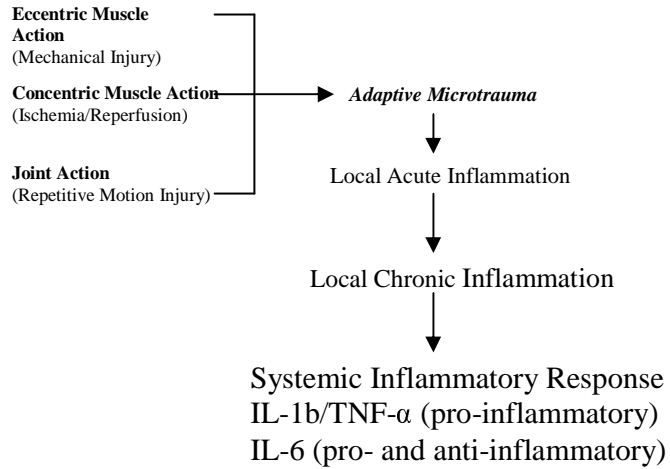 Eccentric Muscle
Action
(Mechanical Injury)
Concentric Muscle Action
(Ischemia/Reperfusion)
Joint Action
(Repetitive Motion Injury)
Adaptive Microtrauma
Local Acute Inflammation
Local Chronic Inflammation
Systemic Inflammatory Response
IL-1b/TNF-α (pro-inflammatory)
IL-6 (pro- and anti-inflammatory)